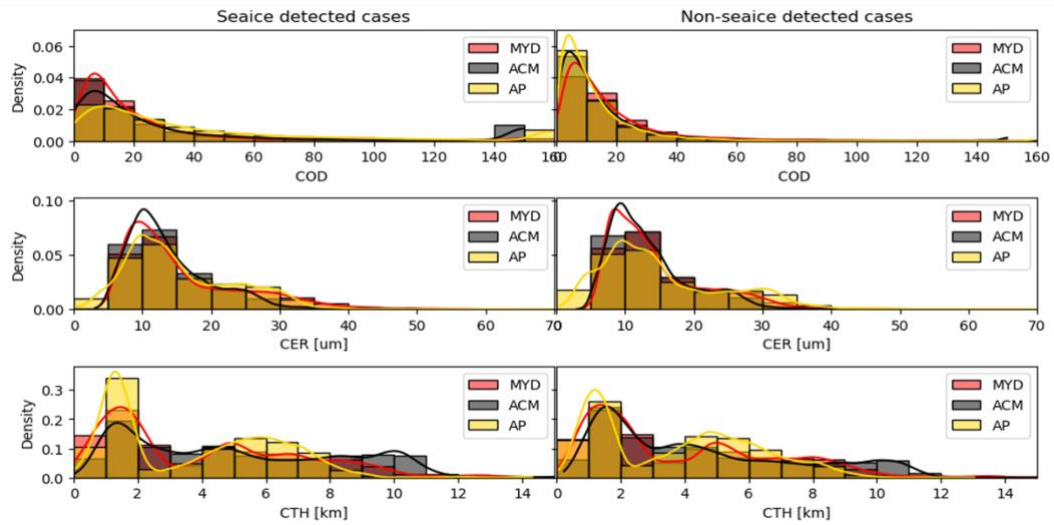 Seaice detected cases
Non-seaice detected cases
Density
0.06
0.04
0.02
0.00
MYD
ACM
AP
0 20 40 60 80 100 120 140 160
COD
MYD
ACM
AP
0 20 40 60 80 100 120 140 160
COD
Density
0.10
0.05
0.00
MYD
ACM
AP
0 10 20 30 40 50 60 70
CER [um]
MYD
ACM
AP
0 10 20 30 40 50 60 70
CER [um]
Density
0.3
0.2
0.1
0.0
MYD
ACM
AP
0 2 4 6 8 10 12 14
CTH [km]
MYD
ACM
AP
0 2 4 6 8 10 12 14
CTH [km]